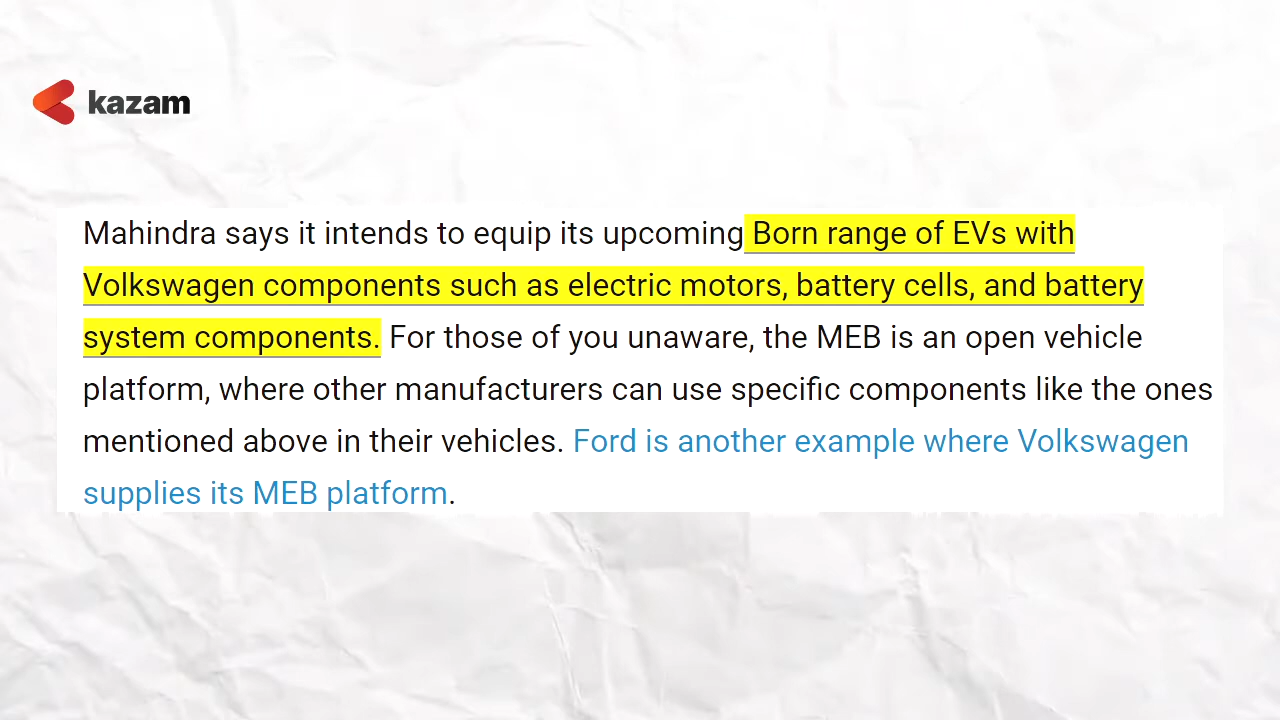 kazam
Mahindra says it intends to equip its upcoming Born range of EVs with
Volkswagen components such as electric motors, battery cells, and battery
system components. For those of you unaware, the MEB is an open vehicle
platform, where other manufacturers can use specific components like the ones
mentioned above in their vehicles. Ford is another example where Volkswagen
supplies its MEB platform.